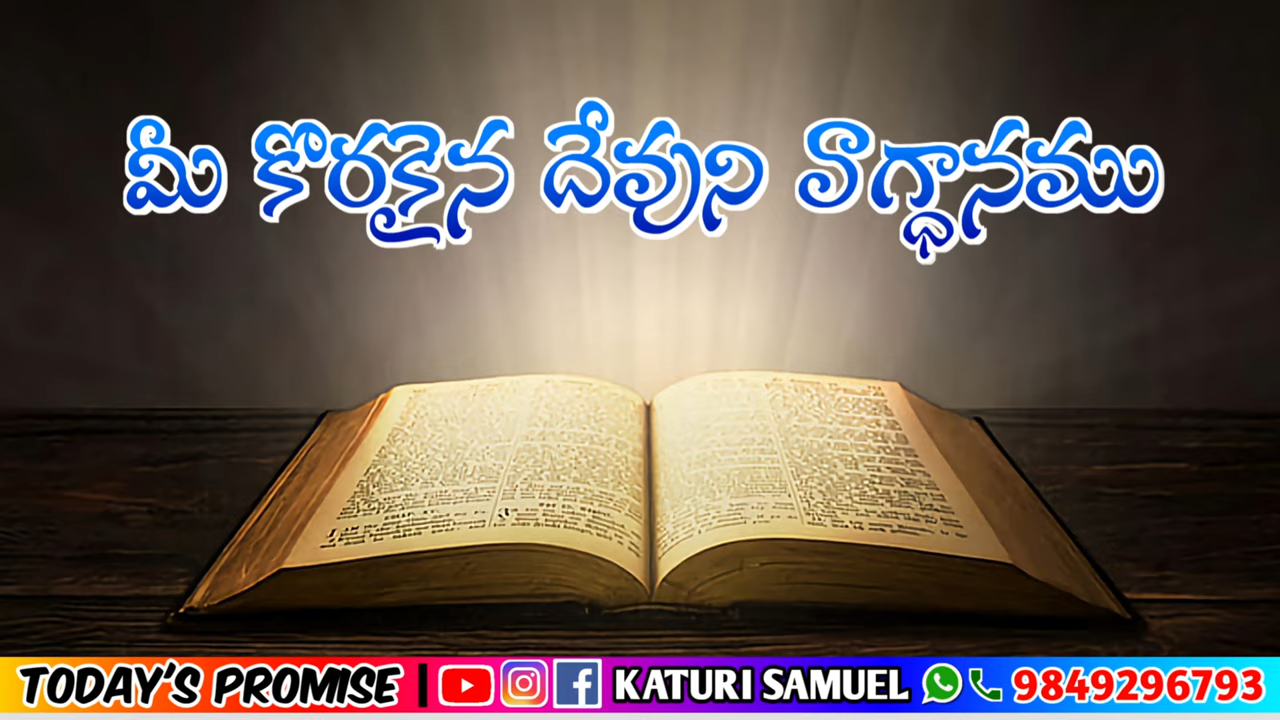 మీ కొరకైన దేవుని వాగ్ధానము
TODAY'S PROMISE | KATURI SAMUEL 9849296793